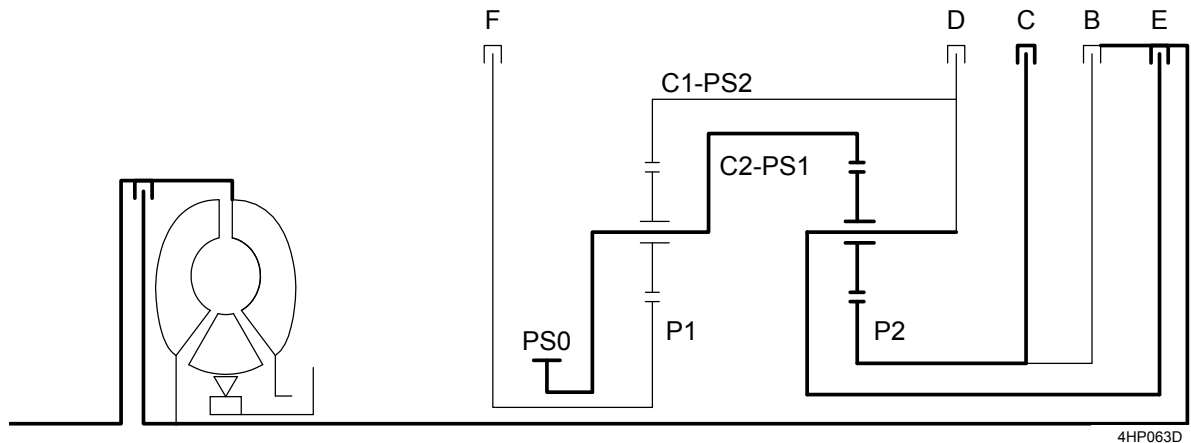 F D C B E
C1-PS2
C2-PS1
PS0 P1 P2
4HP063D